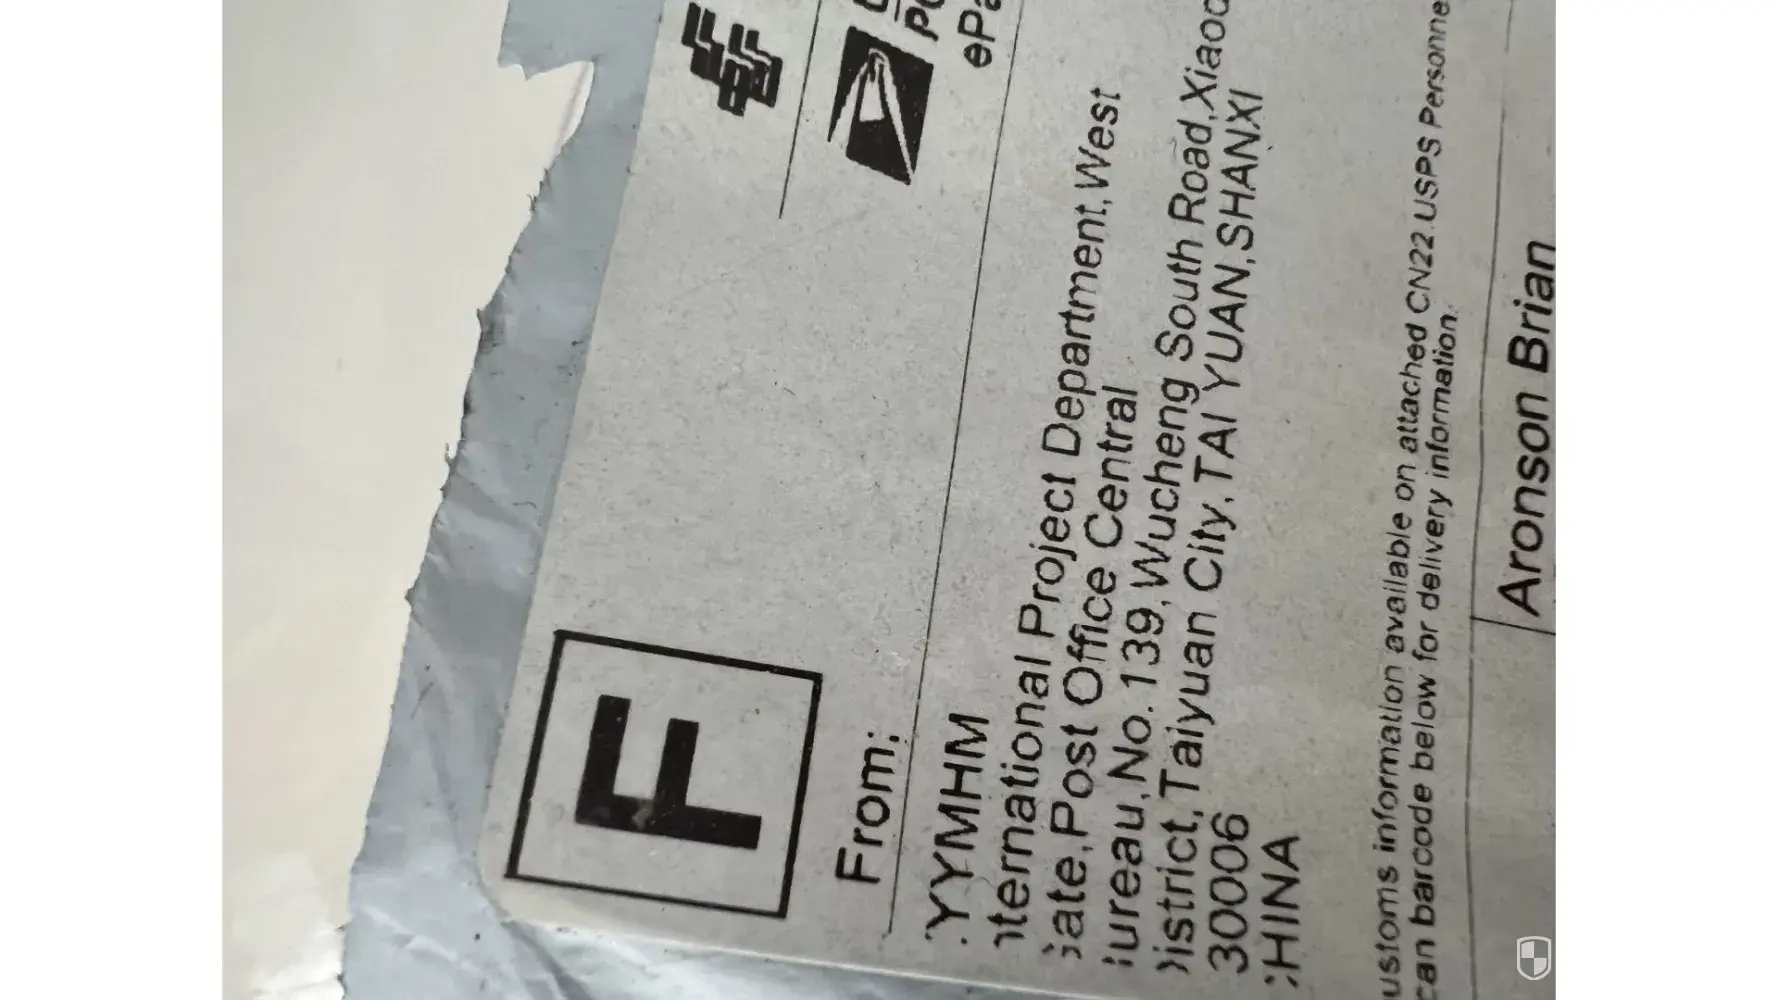 F
From:
YYMHM
International Project Department,West
Gate,Post Office Central
Bureau,No.139,Wucheng South Road,Xiaod
District,Taiyuan City,TAI YUAN,SHANXI
30006
CHINA
ustoms information available on attached CN22.USPS Personne
can barcode below for delivery information.
Aronson Brian